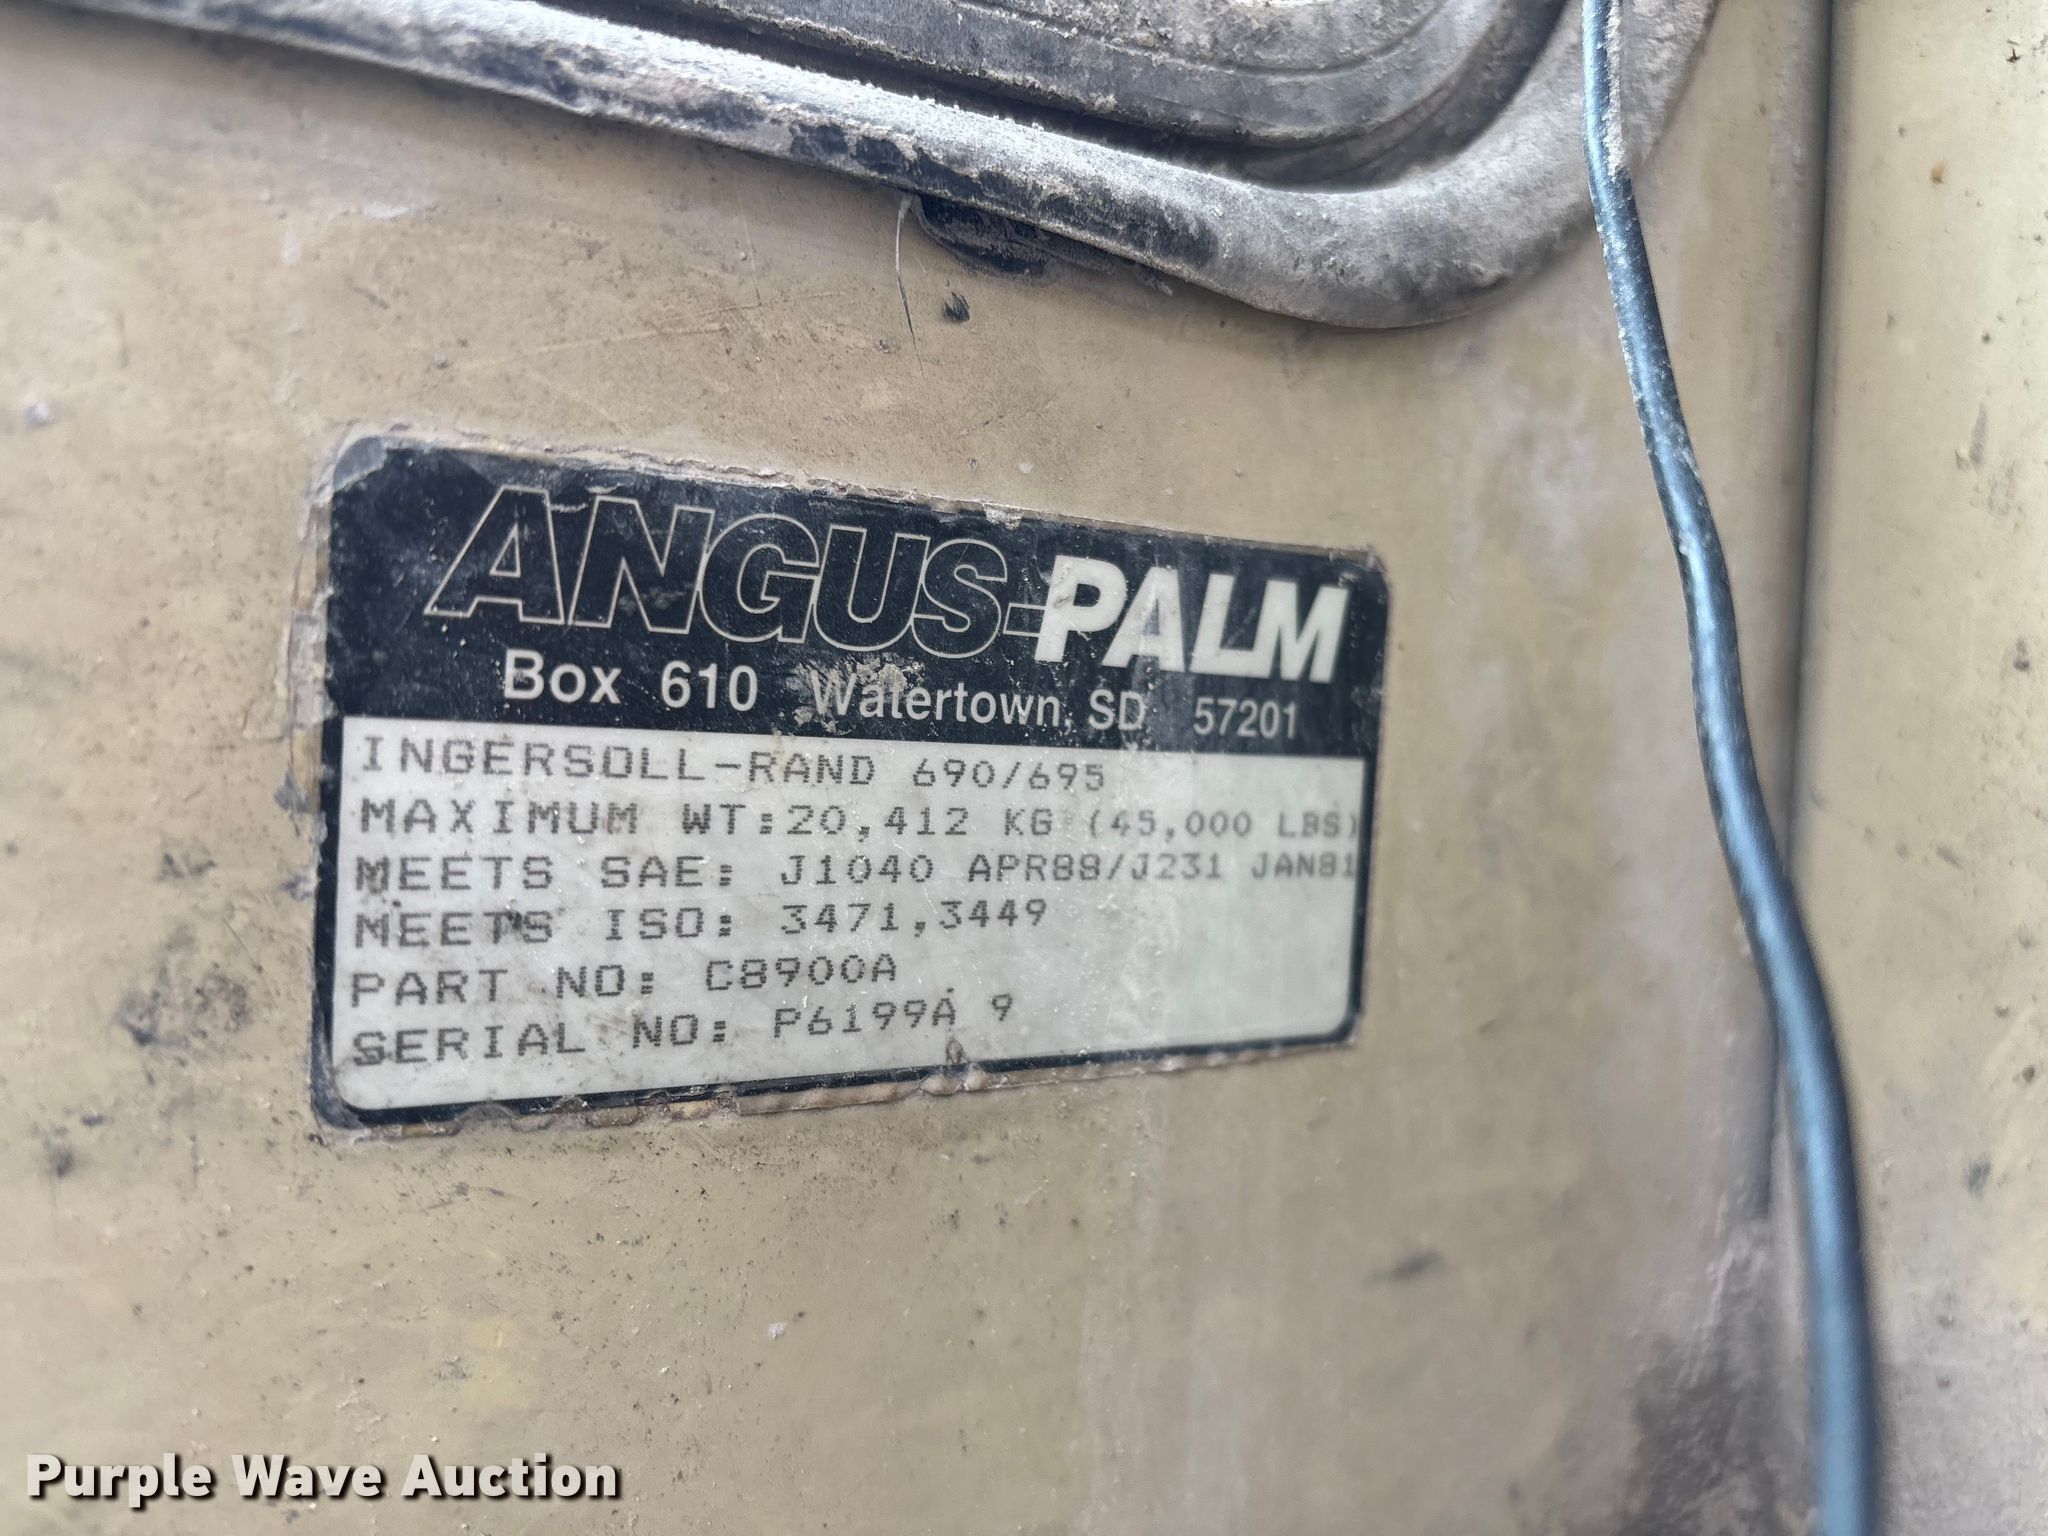 ANGUS-PALM
Box 610 Watertown, SD 57201
INGERSOLL-RAND 690/695
MAXIMUM WT:20,412 KG (45,000 LBS)
MEETS SAE: J1040 APR88/J231 JAN81
MEETS ISO: 3471,3449
PART NO: C8900A
SERIAL NO: P6199A 9
Purple Wave Auction